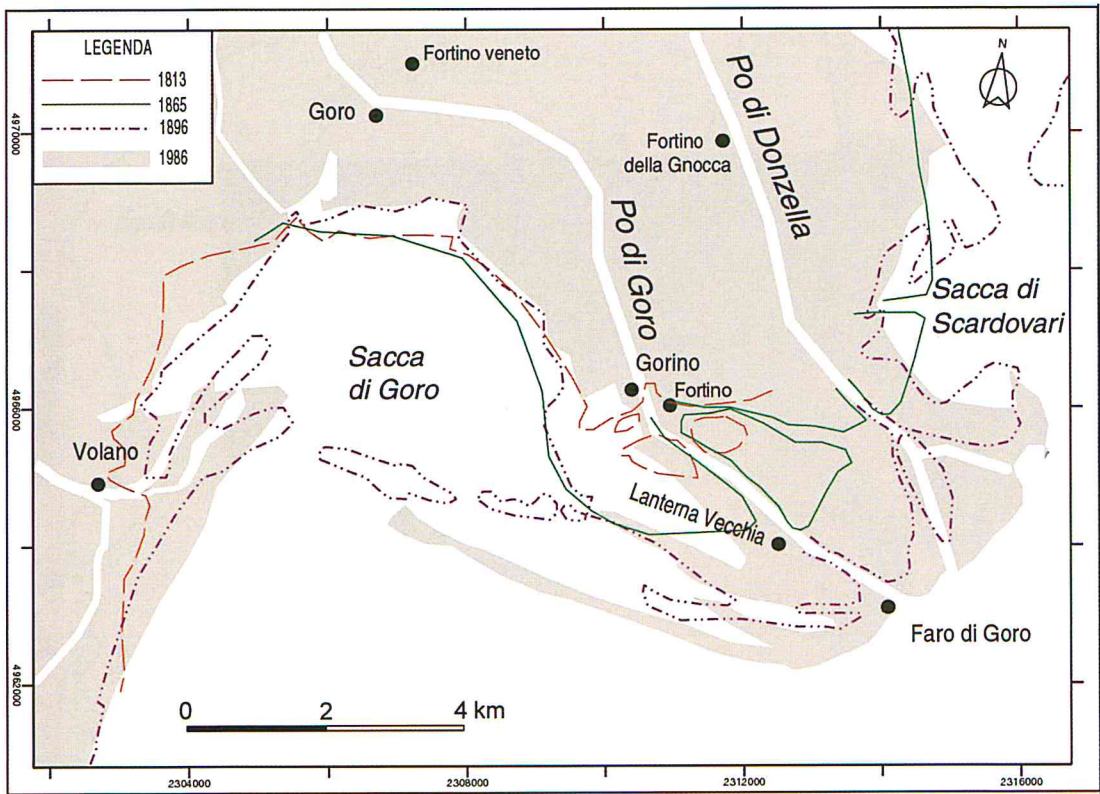 LEGENDA
1813
1865
1896
1986
N
Fortino veneto
Goro
Fortino
della Gnocca
Po di Donzella
Po di Goro
Sacca di
Scardovari
Sacca
di Goro
Gorino
Fortino
Volano
Lanterna Vecchia
Faro di Goro
0 2 4 km
4970000
4966000
4962000
2304000
2308000
2312000
2316000